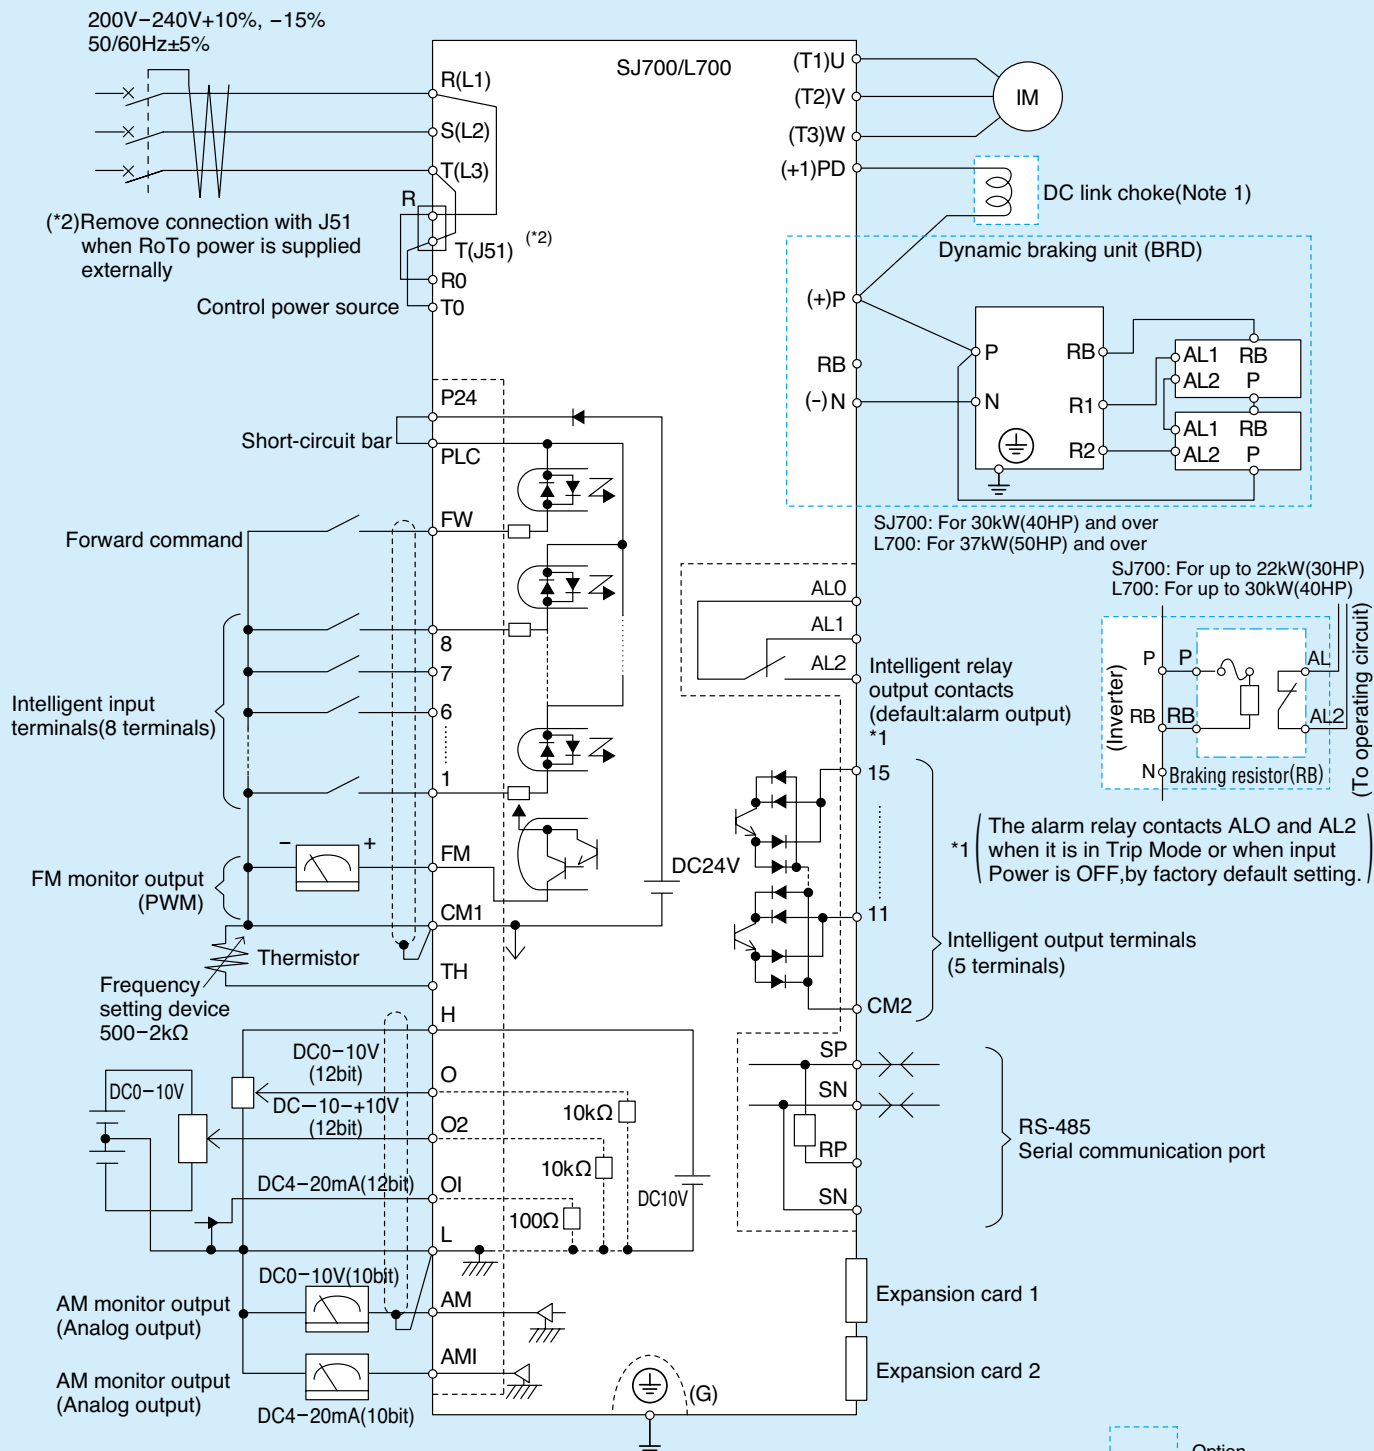 200V−240V+10%, −15%
50/60Hz±5%
SJ700/L700
R(L1)
S(L2)
T(L3)
R
T(J51)
(*2)
R0
T0
(*2)Remove connection with J51
when RoTo power is supplied
externally
Control power source
(T1)U
(T2)V
(T3)W
IM
(+1)PD
DC link choke(Note 1)
Dynamic braking unit (BRD)
(+)P
RB
(−)N
P
N
RB
R1
R2
AL1 RB
AL2 P
AL1 RB
AL2 P
SJ700: For 30kW(40HP) and over
L700: For 37kW(50HP) and over
SJ700: For up to 22kW(30HP)
L700: For up to 30kW(40HP)
(Inverter)
P
P
RB
RB
N
AL
AL2
Braking resistor(RB)
(To operating circuit)
P24
Short-circuit bar
PLC
Forward command
FW
8
7
6
1
Intelligent input
terminals(8 terminals)
AL0
AL1
AL2
Intelligent relay
output contacts
(default:alarm output)
*1
*1
The alarm relay contacts ALO and AL2
when it is in Trip Mode or when input
Power is OFF,by factory default setting.
15
11
CM2
Intelligent output terminals
(5 terminals)
DC24V
− +
FM
FM monitor output
(PWM)
CM1
Thermistor
TH
Frequency
setting device
500−2kΩ
H
DC0−10V
(12bit)
O
DC0−10V
DC−10−+10V
(12bit)
O2
DC4−20mA(12bit)
OI
L
10kΩ
10kΩ
100Ω
DC10V
DC0−10V(10bit)
AM
AM monitor output
(Analog output)
AMI
AM monitor output
(Analog output)
DC4−20mA(10bit)
(G)
SP
SN
RP
SN
RS-485
Serial communication port
Expansion card 1
Expansion card 2
Option